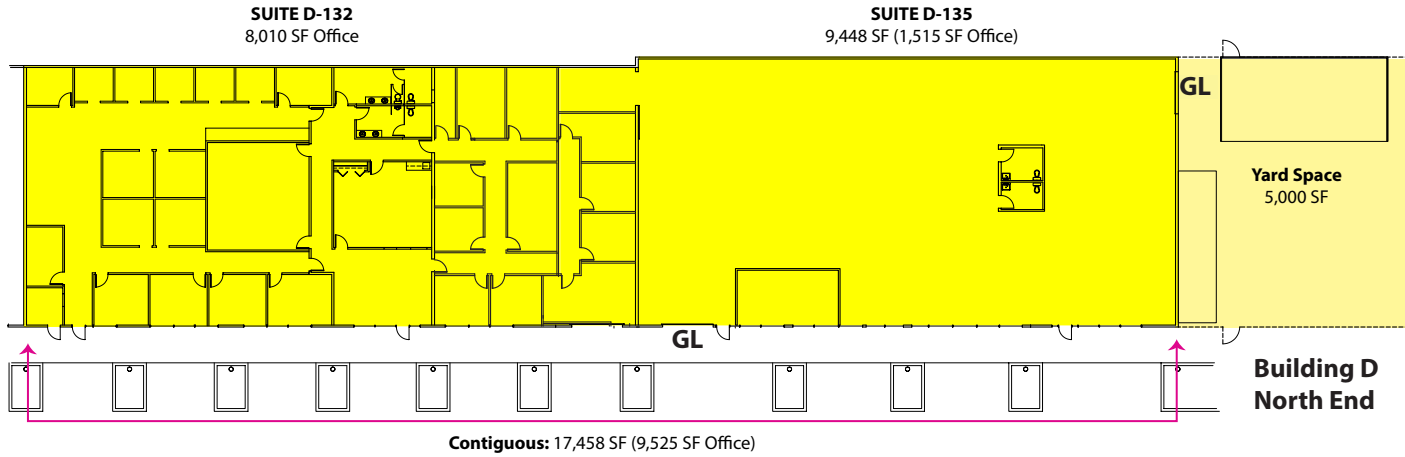 SUITE D-132
8,010 SF Office
SUITE D-135
9,448 SF (1,515 SF Office)
GL
Yard Space
5,000 SF
GL
Building D
North End
Contiguous: 17,458 SF (9,525 SF Office)